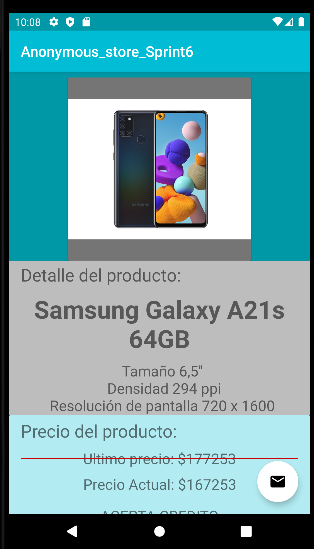 10:08
Anonymous_store_Sprint6
Detalle del producto:
Samsung Galaxy A21s
64GB
Tamaño 6,5"
Densidad 294 ppi
Resolución de pantalla 720 x 1600
Precio del producto:
Ultimo precio: $177253
Precio Actual: $167253
ACEPTA CREDITO